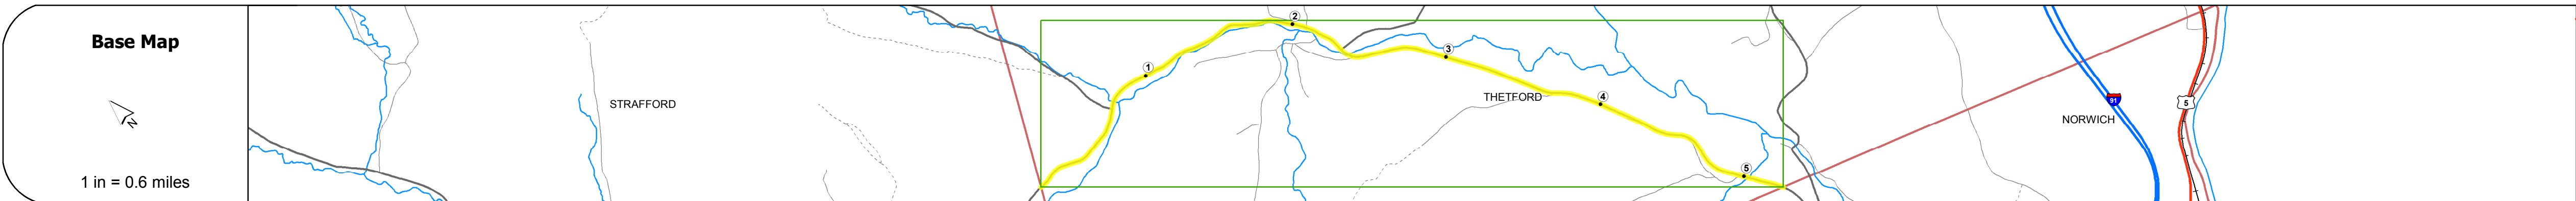 Base Map
N
1 in = 0.6 miles
STRAFFORD
1
2
3
THETFORD
4
5
NORWICH
91
5